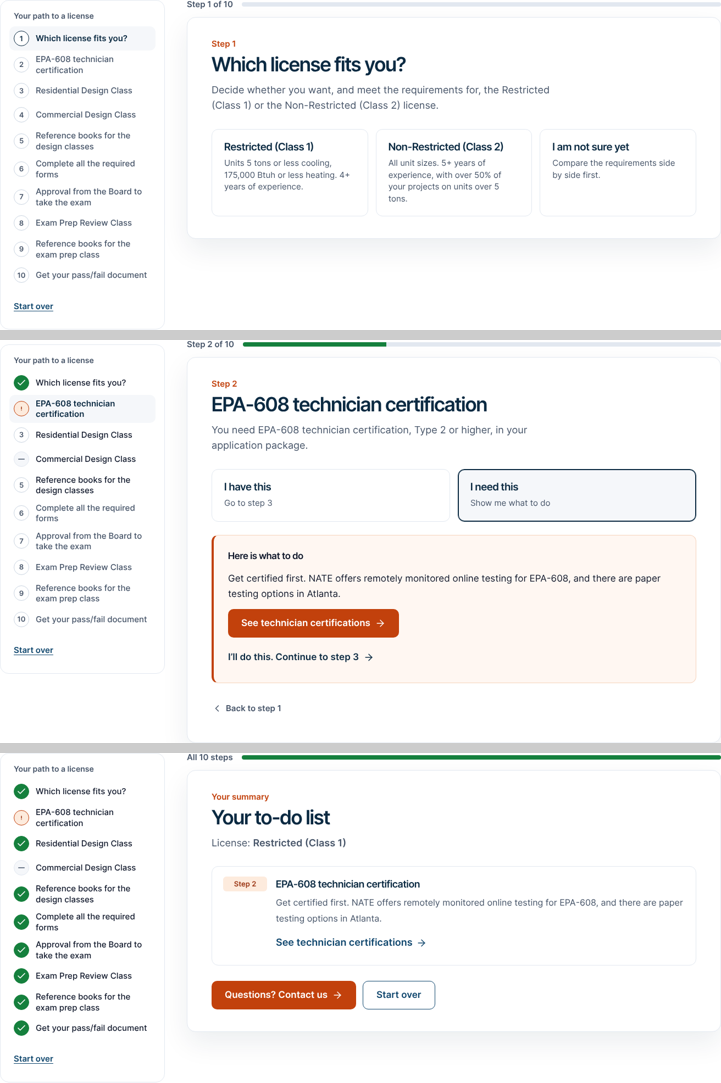 Your path to a license
1 Which license fits you?
2 EPA-608 technician
certification
3 Residential Design Class
4 Commercial Design Class
5 Reference books for the
design classes
6 Complete all the required
forms
7 Approval from the Board to
take the exam
8 Exam Prep Review Class
9 Reference books for the
exam prep class
10 Get your pass/fail document
Start over
Step 1 of 10
Step 1
Which license fits you?
Decide whether you want, and meet the requirements for, the Restricted
(Class 1) or the Non-Restricted (Class 2) license.
Restricted (Class 1)
Units 5 tons or less cooling,
175,000 Btuh or less heating. 4+
years of experience.
Non-Restricted (Class 2)
All unit sizes. 5+ years of
experience, with over 50% of
your projects on units over 5
tons.
I am not sure yet
Compare the requirements side
by side first.
Your path to a license
Which license fits you?
! EPA-608 technician
certification
3 Residential Design Class
— Commercial Design Class
5 Reference books for the
design classes
6 Complete all the required
forms
7 Approval from the Board to
take the exam
8 Exam Prep Review Class
9 Reference books for the
exam prep class
10 Get your pass/fail document
Start over
Step 2 of 10
Step 2
EPA-608 technician certification
You need EPA-608 technician certification, Type 2 or higher, in your
application package.
I have this
Go to step 3
I need this
Show me what to do
Here is what to do
Get certified first. NATE offers remotely monitored online testing for EPA-608, and there are paper
testing options in Atlanta.
See technician certifications →
I'll do this. Continue to step 3 →
Back to step 1
Your path to a license
Which license fits you?
! EPA-608 technician
certification
Residential Design Class
— Commercial Design Class
Reference books for the
design classes
Complete all the required
forms
Approval from the Board to
take the exam
Exam Prep Review Class
Reference books for the
exam prep class
Get your pass/fail document
Start over
All 10 steps
Your summary
Your to-do list
License: Restricted (Class 1)
Step 2
EPA-608 technician certification
Get certified first. NATE offers remotely monitored online testing for EPA-608, and there are paper
testing options in Atlanta.
See technician certifications →
Questions? Contact us →
Start over